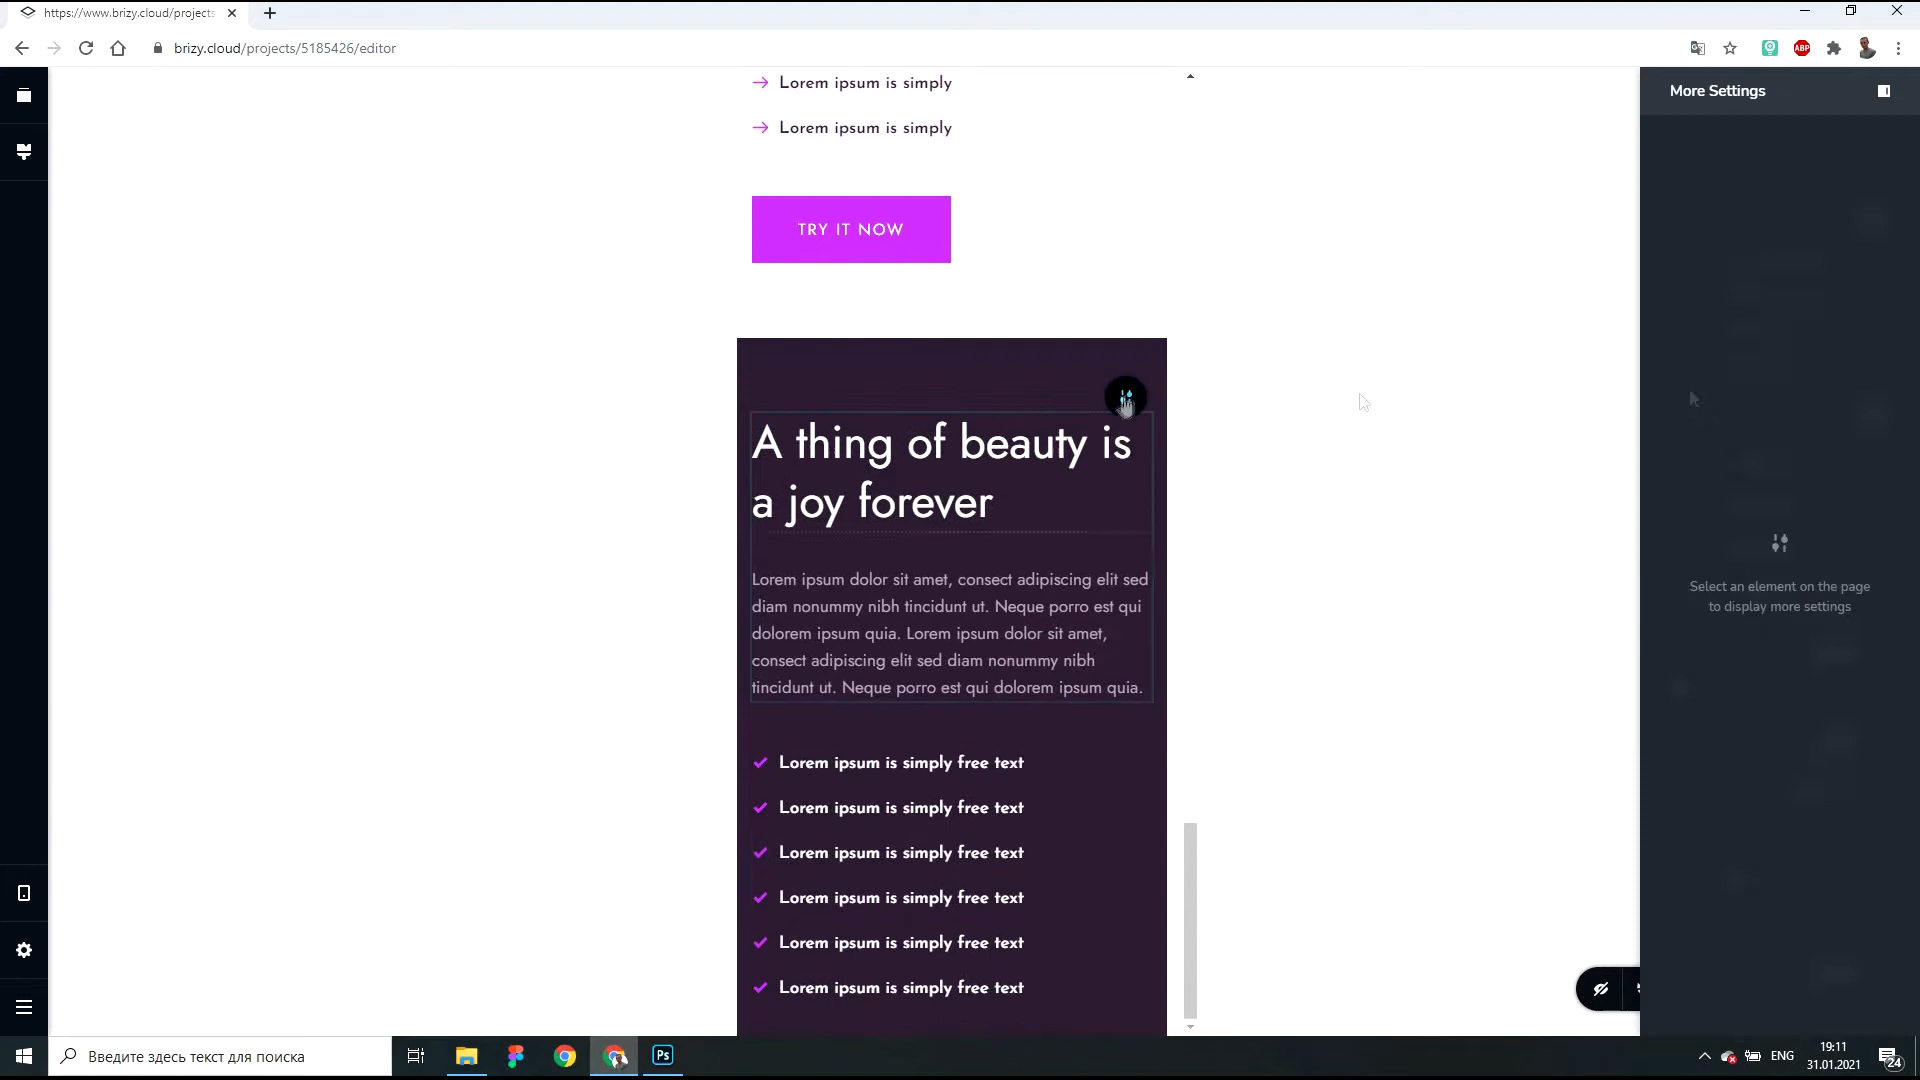 https://www.brizy.cloud/projects
brizy.cloud/projects/5185426/editor
ABP
More Settings
Lorem ipsum is simply
Lorem ipsum is simply
TRY IT NOW
A thing of beauty is
a joy forever
Lorem ipsum dolor sit amet, consect adipiscing elit sed
diam nonummy nibh tincidunt ut. Neque porro est qui
dolorem ipsum quia. Lorem ipsum dolor sit amet,
consect adipiscing elit sed diam nonummy nibh
tincidunt ut. Neque porro est qui dolorem ipsum quia.
Lorem ipsum is simply free text
Lorem ipsum is simply free text
Lorem ipsum is simply free text
Lorem ipsum is simply free text
Lorem ipsum is simply free text
Lorem ipsum is simply free text
Select an element on the page
to display more settings
Введите здесь текст для поиска
Ps
ENG
19:11
31.01.2021
24